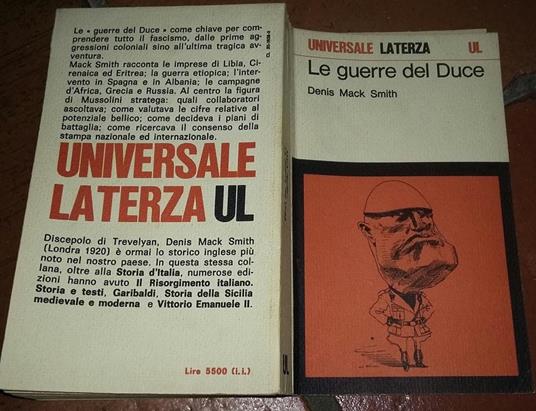 Le « guerre del Duce » come chiave per com-
prendere tutto il fascismo, dalle prime ag-
gressioni coloniali sino all'ultima tragica av-
ventura.
Mack Smith racconta le imprese di Libia, Ci-
renaica ed Eritrea; la guerra etiopica; l'inter-
vento in Spagna e in Albania; le campagne
d'Africa, Grecia e Russia. Al centro la figura
di Mussolini stratega: quali collaboratori
ascoltava; come valutava le cifre relative al
potenziale bellico; come decideva i piani di
battaglia; come ricercava il consenso della
stampa nazionale ed internazionale.
UNIVERSALE
LATERZA UL
Discepolo di Trevelyan, Denis Mack Smith
(Londra 1920) è ormai lo storico inglese più
noto nel nostro paese. In questa stessa col-
lana, oltre alla Storia d'Italia, numerose edi-
zioni hanno avuto Il Risorgimento italiano.
Storia e testi, Garibaldi, Storia della Sicilia
medievale e moderna e Vittorio Emanuele II.
Lire 5500 (i.i.)
UL
UNIVERSALE LATERZA UL
Le guerre del Duce
Denis Mack Smith